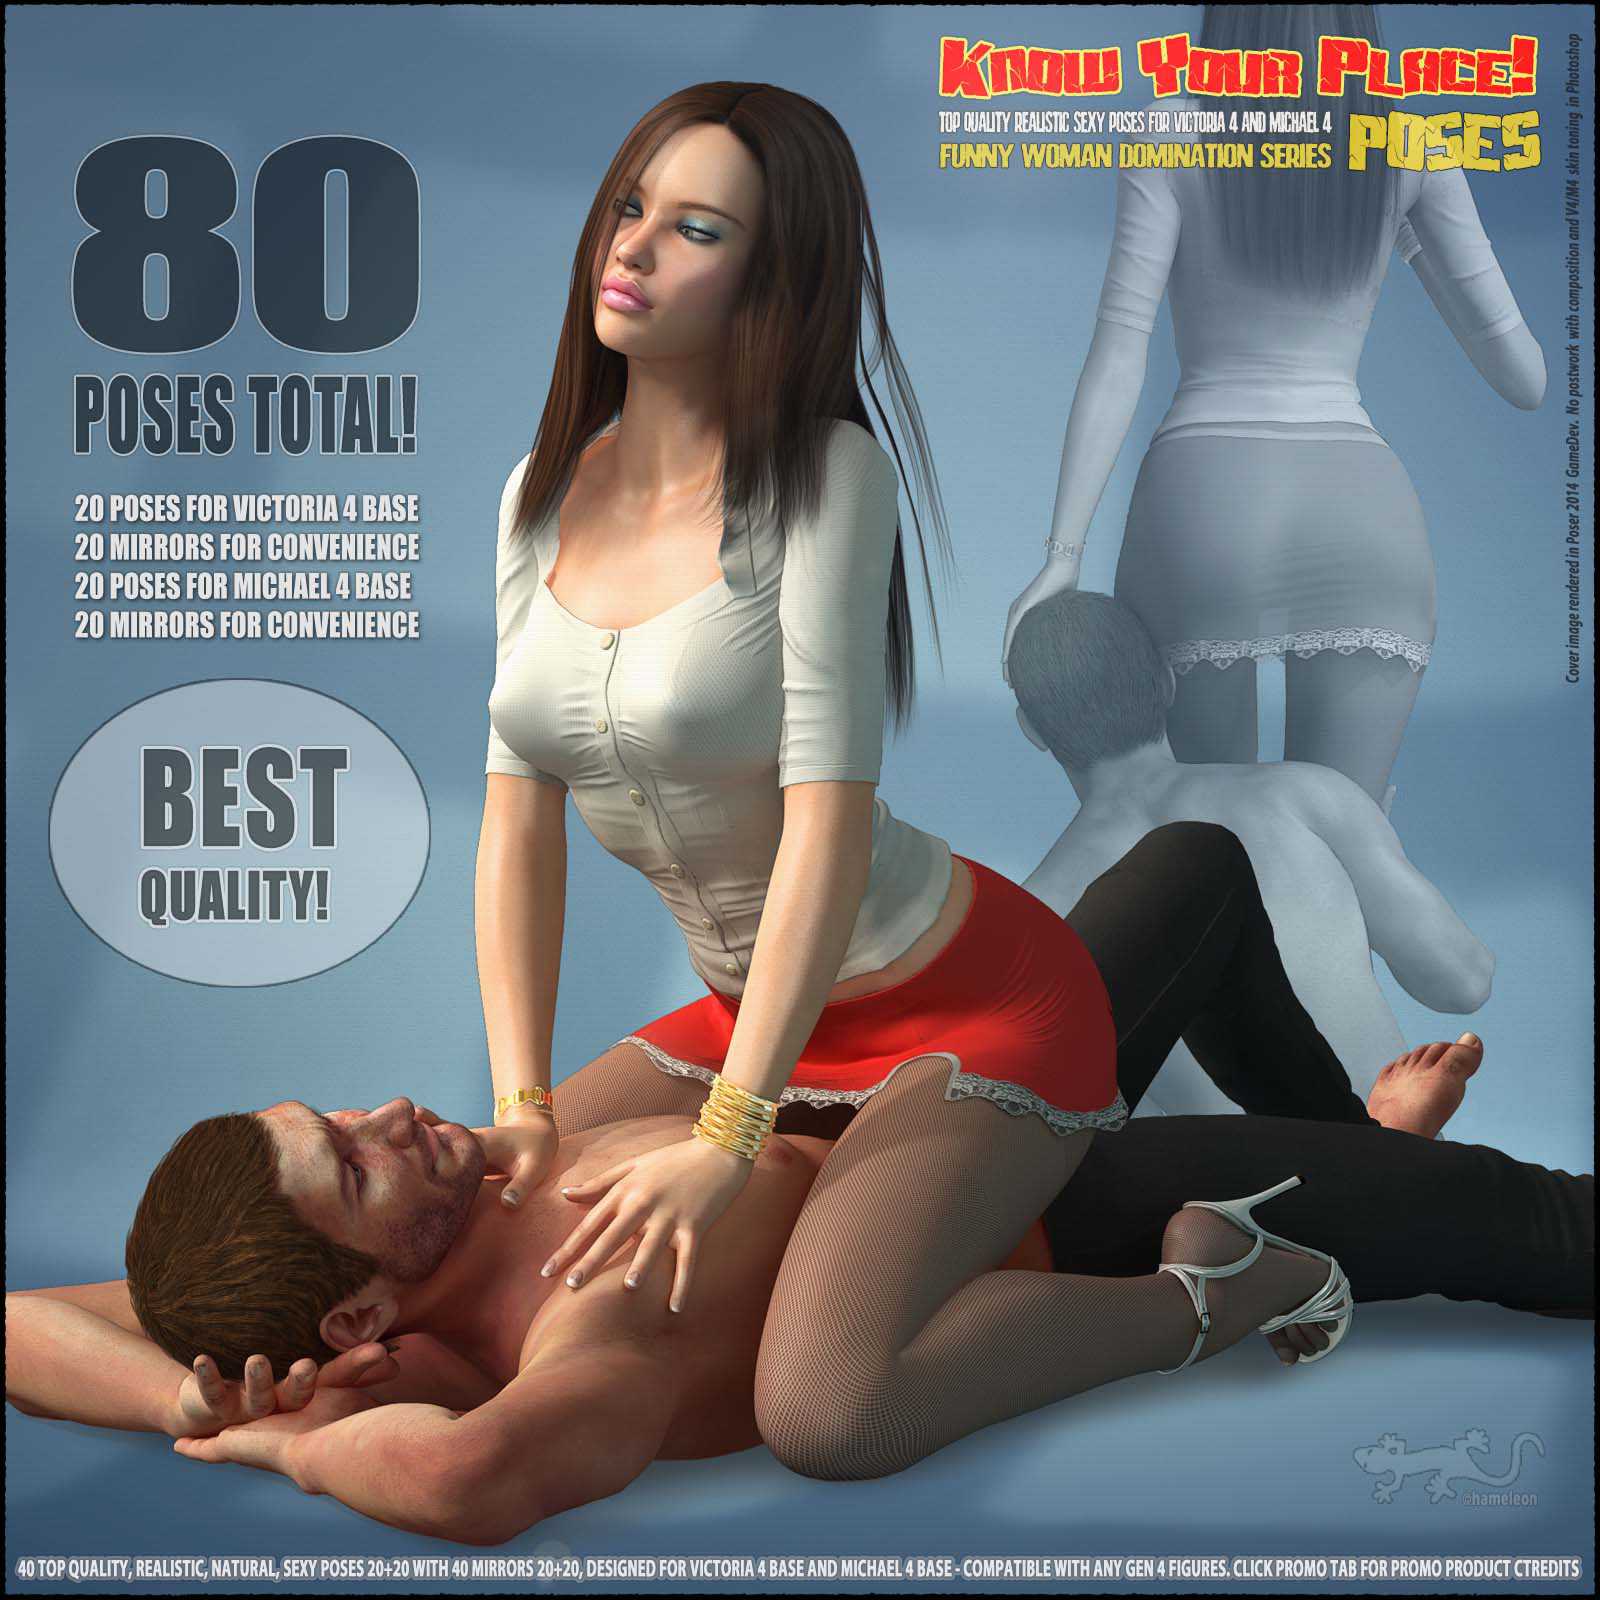 Know Your Place!
TOP QUALITY REALISTIC SEXY POSES FOR VICTORIA 4 AND MICHAEL 4
FUNNY WOMAN DOMINATION SERIES
POSES
80
POSES TOTAL!
20 POSES FOR VICTORIA 4 BASE
20 MIRRORS FOR CONVENIENCE
20 POSES FOR MICHAEL 4 BASE
20 MIRRORS FOR CONVENIENCE
BEST
QUALITY!
Cover image rendered in Poser 2014 GameDev. No postwork with composition and V4/M4 skin toning in Photoshop
©hameleon
40 TOP QUALITY, REALISTIC, NATURAL, SEXY POSES 20+20 WITH 40 MIRRORS 20+20, DESIGNED FOR VICTORIA 4 BASE AND MICHAEL 4 BASE - COMPATIBLE WITH ANY GEN 4 FIGURES. CLICK PROMO TAB FOR PROMO PRODUCT CTREDITS